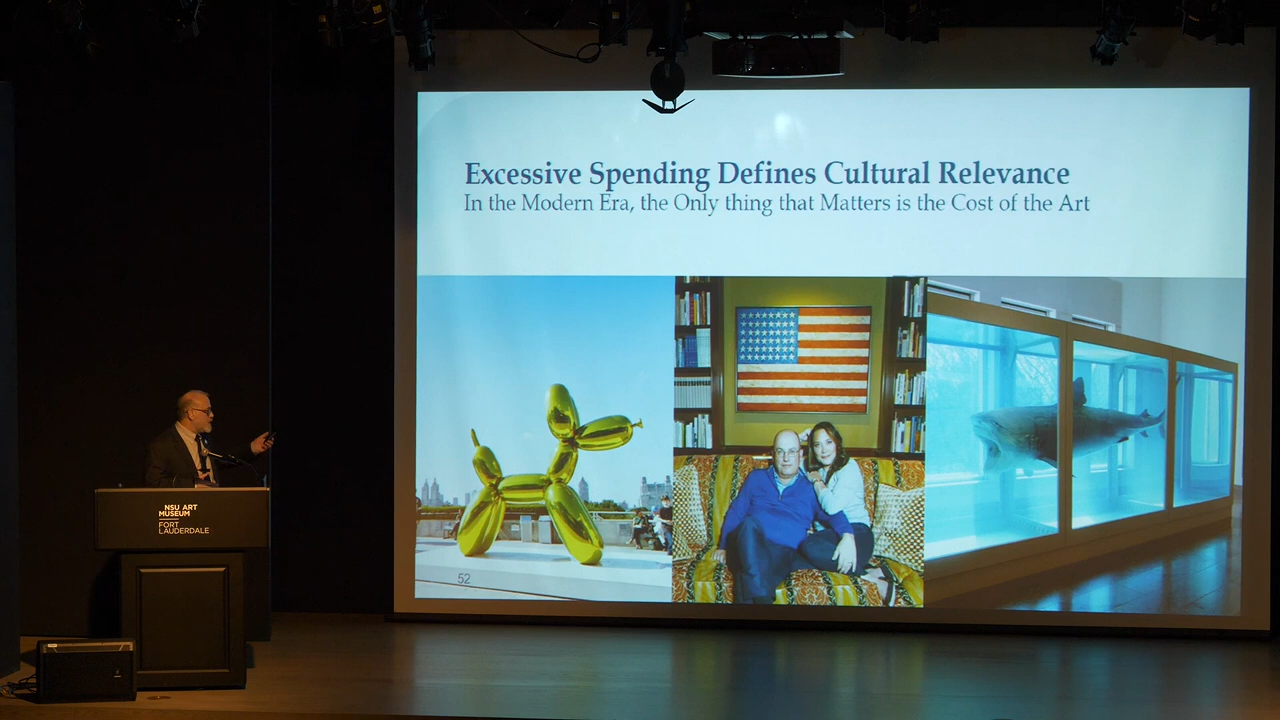 Excessive Spending Defines Cultural Relevance
In the Modern Era, the Only thing that Matters is the Cost of the Art
52
NSU ART
MUSEUM
FORT
LAUDERDALE